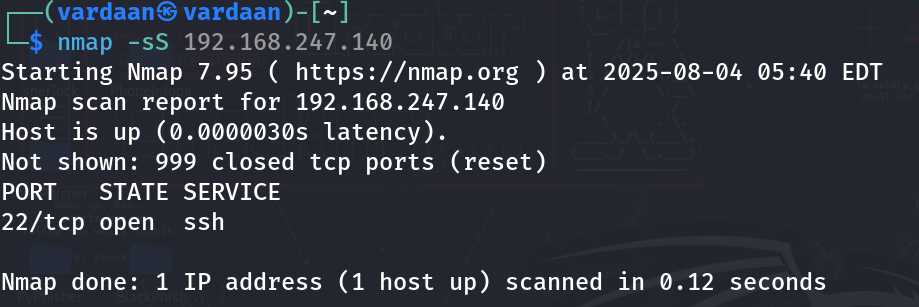 ┌──(vardaan㉿vardaan)-[~]
└─$ nmap -sS 192.168.247.140
Starting Nmap 7.95 ( https://nmap.org ) at 2025-08-04 05:40 EDT
Nmap scan report for 192.168.247.140
Host is up (0.0000030s latency).
Not shown: 999 closed tcp ports (reset)
PORT   STATE SERVICE
22/tcp open  ssh
Nmap done: 1 IP address (1 host up) scanned in 0.12 seconds